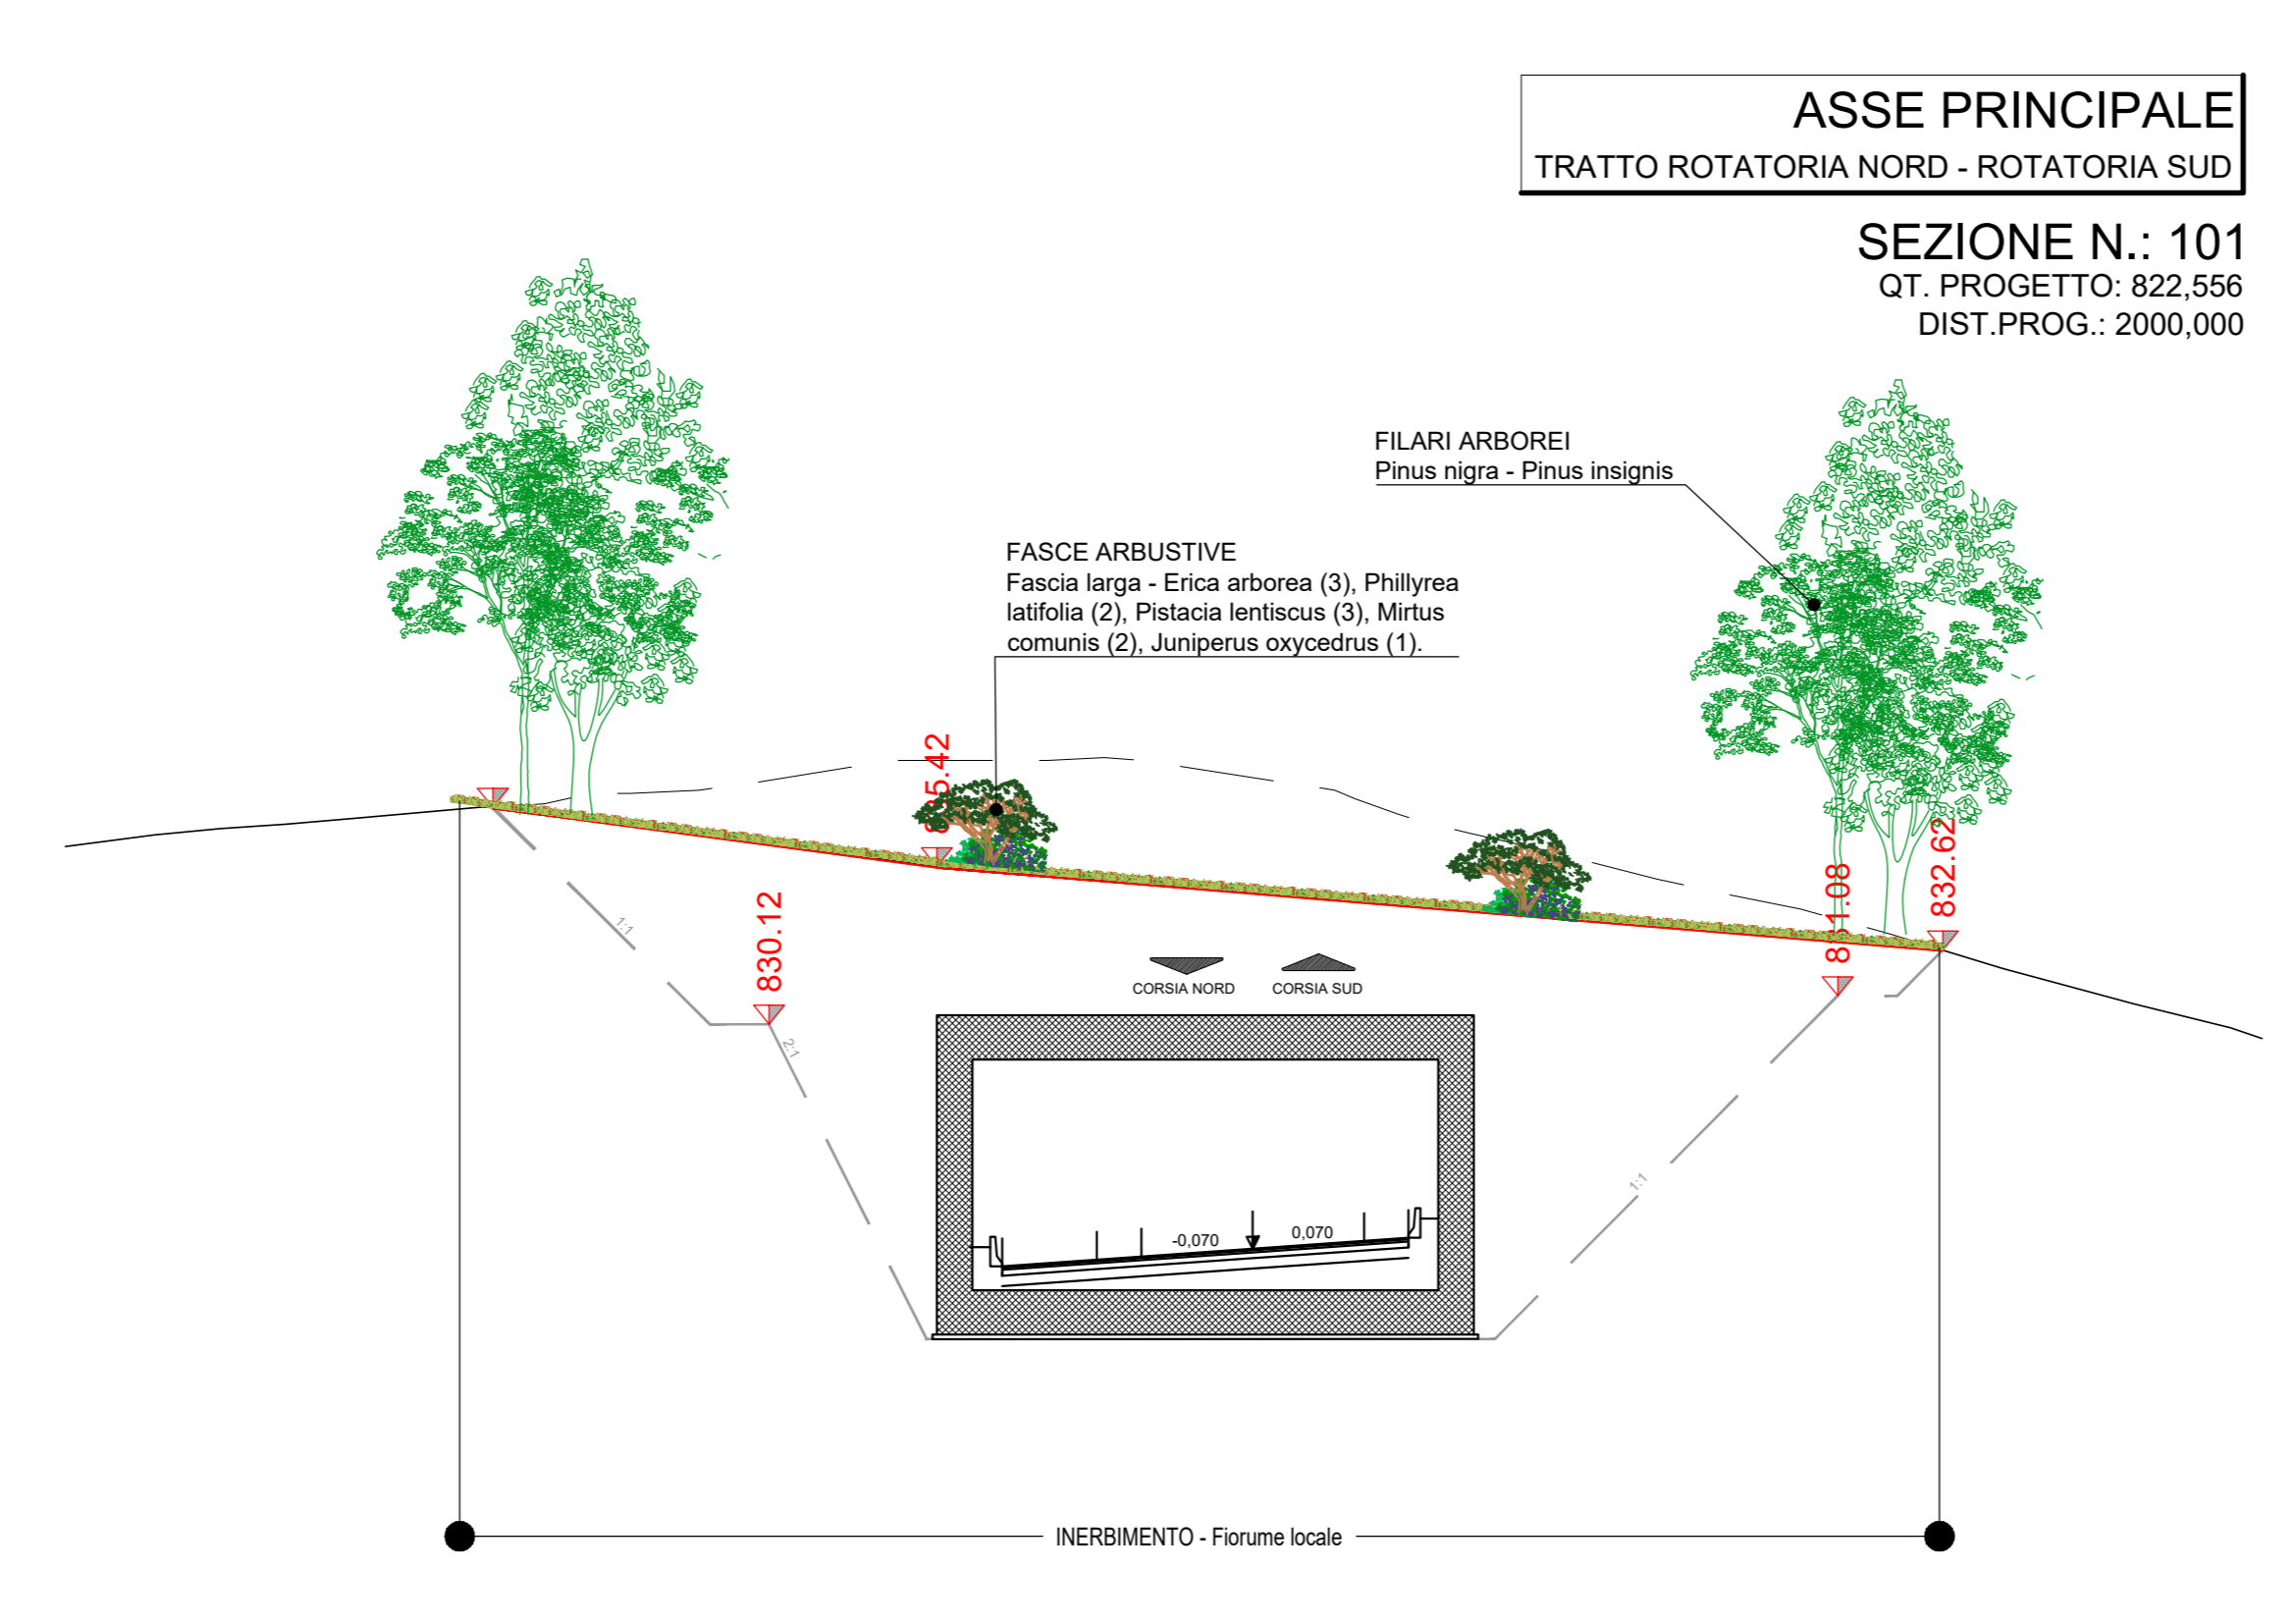 ASSE PRINCIPALE
TRATTO ROTATORIA NORD - ROTATORIA SUD
SEZIONE N.: 101
QT. PROGETTO: 822,556
DIST.PROG.: 2000,000
FILARI ARBOREI
Pinus nigra - Pinus insignis
FASCE ARBUSTIVE
Fascia larga - Erica arborea (3), Phillyrea
latifolia (2), Pistacia lentiscus (3), Mirtus
comunis (2), Juniperus oxycedrus (1).
830.12
832.62
1:1
2:1
1:1
CORSIA NORD
CORSIA SUD
-0,070
0,070
INERBIMENTO - Fiorume locale